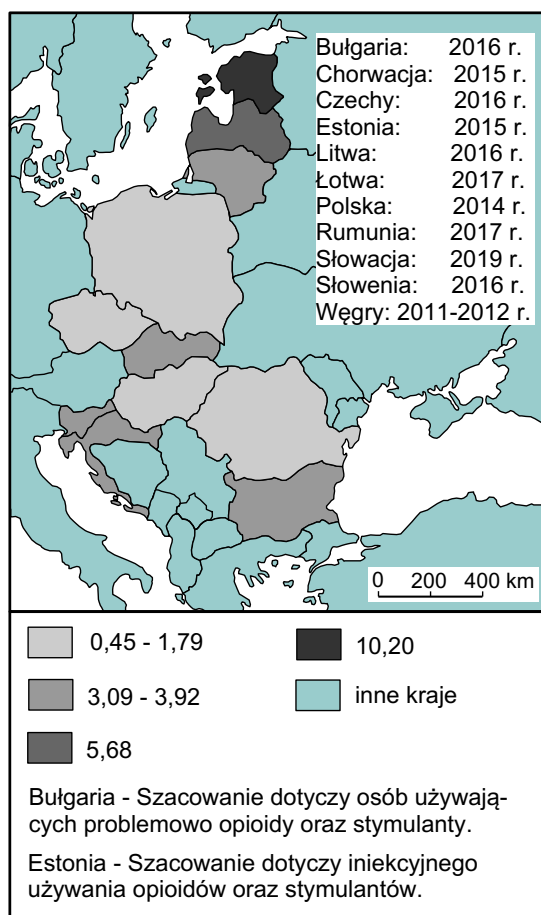 Bułgaria: 2016 r.
Chorwacja: 2015 r.
Czechy: 2016 r.
Estonia: 2015 r.
Litwa: 2016 r.
Łotwa: 2017 r.
Polska: 2014 r.
Rumunia: 2017 r.
Słowacja: 2019 r.
Słowenia: 2016 r.
Węgry: 2011-2012 r.
0 200 400 km
0,45 - 1,79
10,20
3,09 - 3,92
inne kraje
5,68
Bułgaria - Szacowanie dotyczy osób używają-
cych problemowo opioidy oraz stymulanty.
Estonia - Szacowanie dotyczy iniekcyjnego
używania opioidów oraz stymulantów.